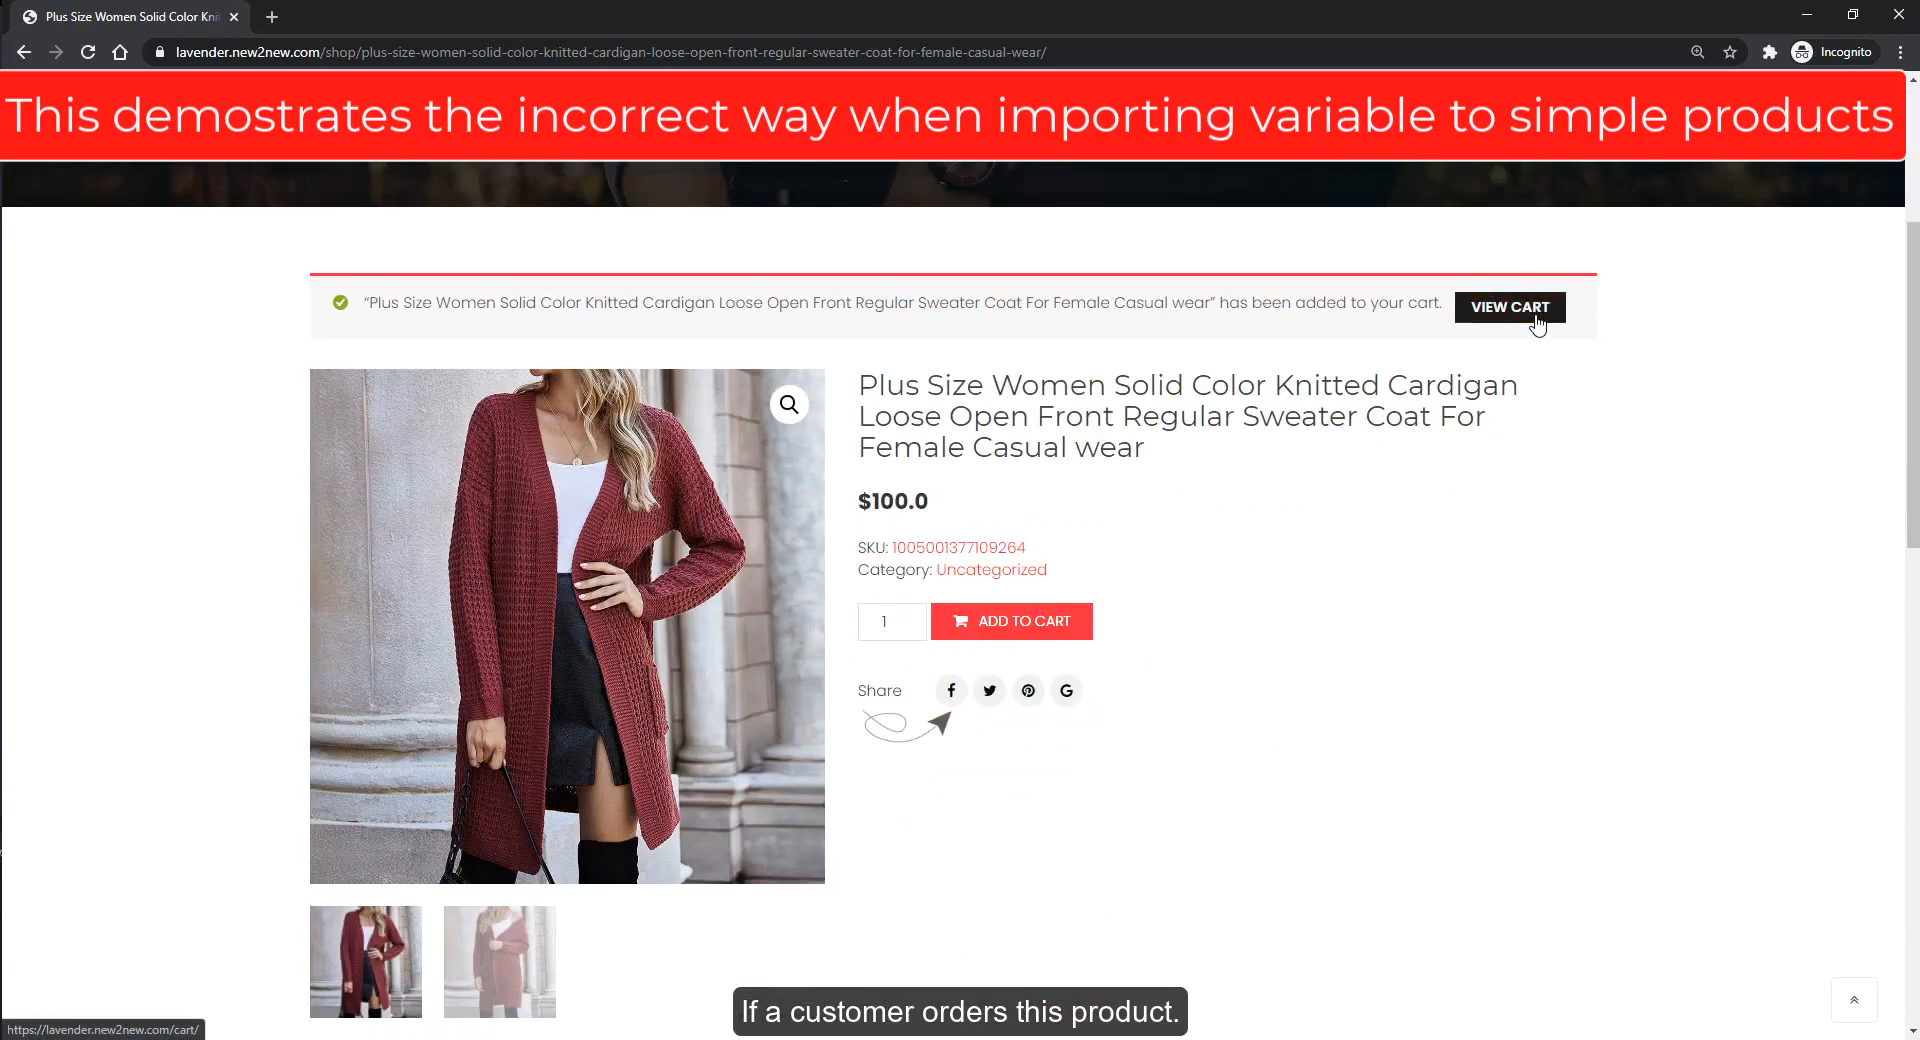 Plus Size Women Solid Color Knit
lavender.new2new.com/shop/plus-size-women-solid-color-knitted-cardigan-loose-open-front-regular-sweater-coat-for-female-casual-wear/
Incognito
This demostrates the incorrect way when importing variable to simple products
“Plus Size Women Solid Color Knitted Cardigan Loose Open Front Regular Sweater Coat For Female Casual wear” has been added to your cart.
VIEW CART
Plus Size Women Solid Color Knitted Cardigan
Loose Open Front Regular Sweater Coat For
Female Casual wear
$100.0
SKU: 1005001377109264
Category: Uncategorized
1
ADD TO CART
Share
If a customer orders this product.
https://lavender.new2new.com/cart/